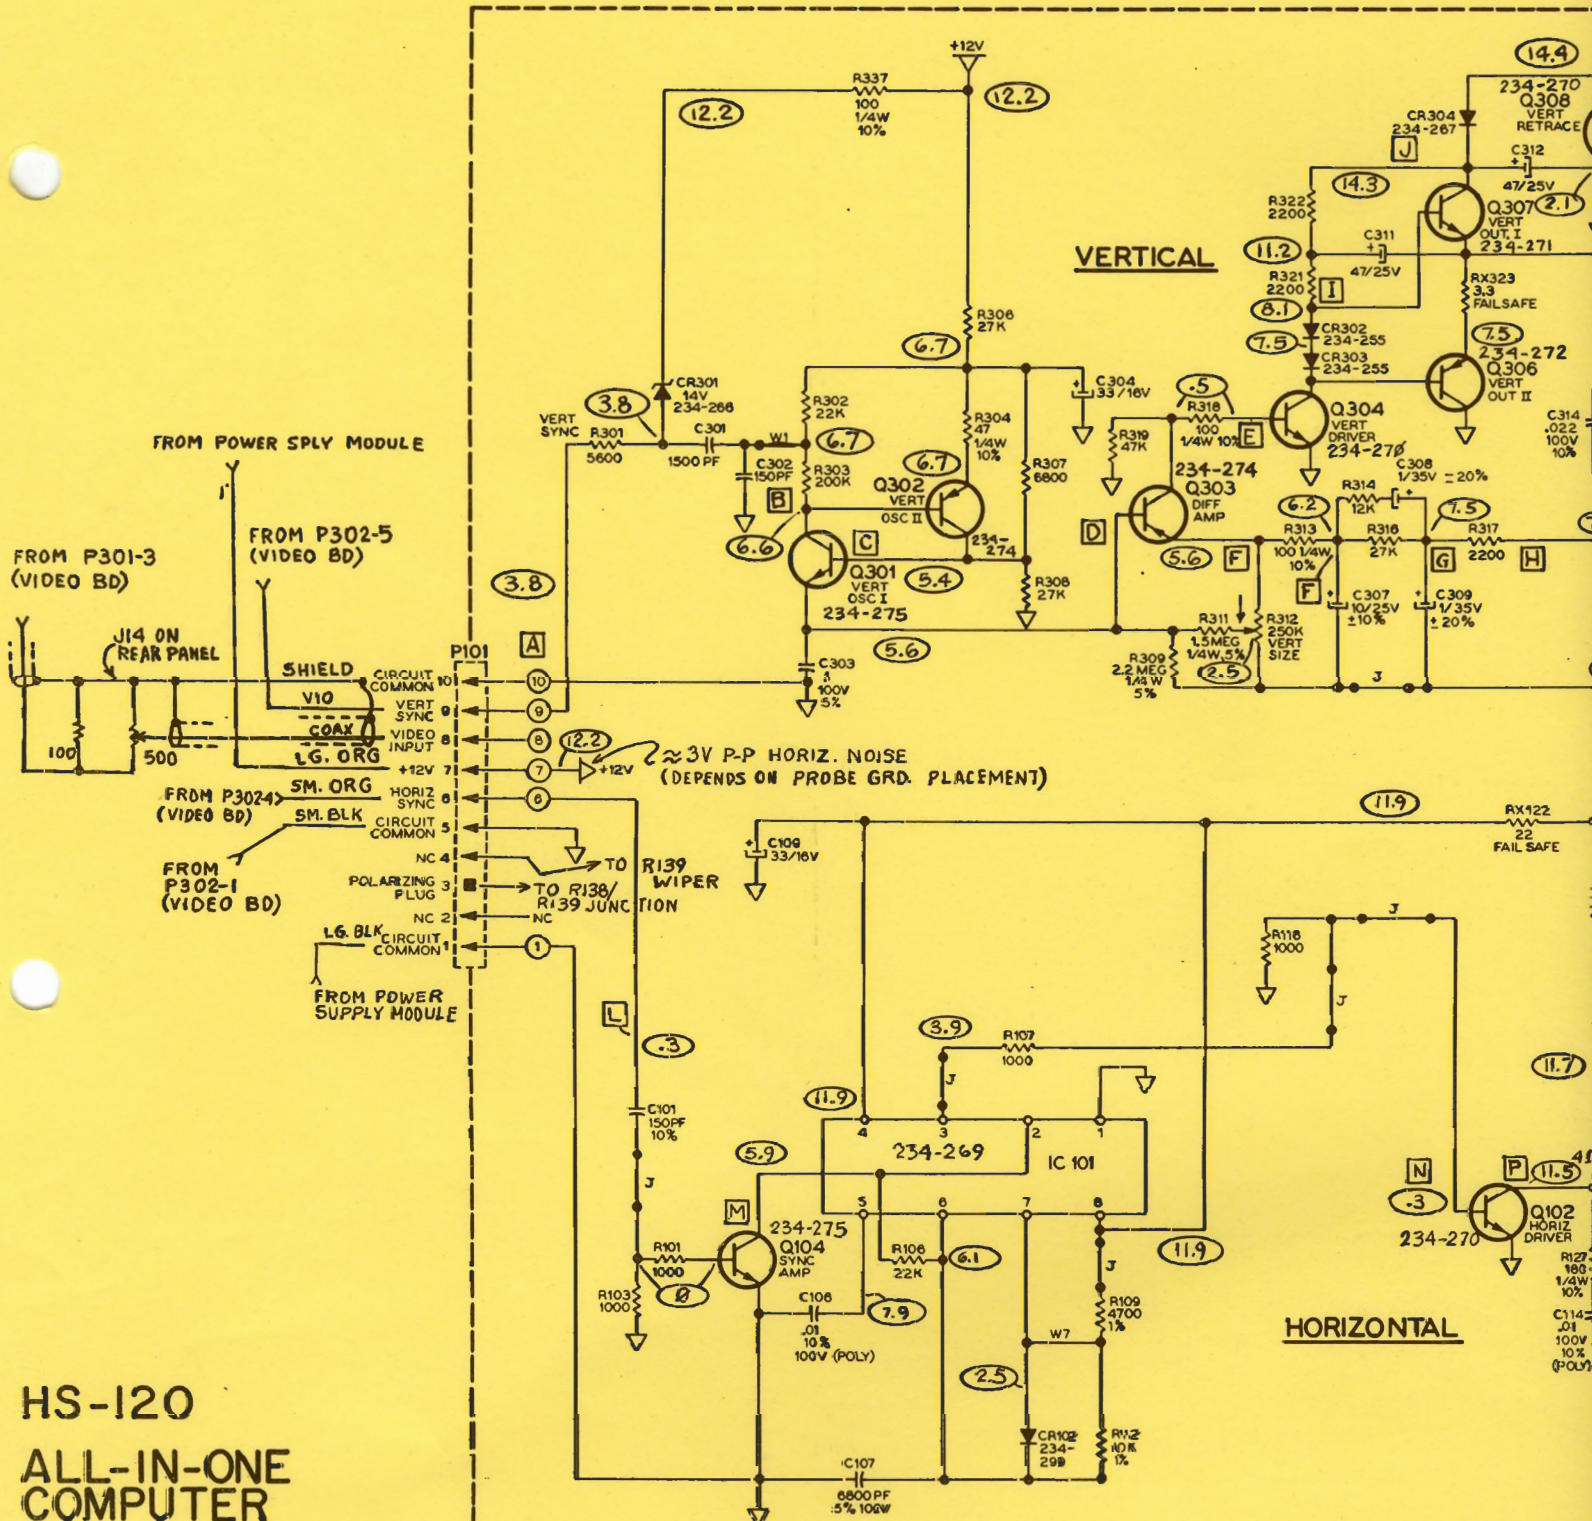 +12V
R337
100
1/4W
10%
12.2
12.2
14.4
234-270
Q308
VERT
RETRACE
CR304
234-267
J
C312
47/25V
14.3
2.1
R322
2200
Q307
VERT
OUT I
234-271
VERTICAL
11.2
C311
47/25V
R321
2200
I
RX323
3.3
FAILSAFE
8.1
CR302
234-255
7.5
CR303
234-255
7.5
234-272
Q306
VERT
OUT II
R306
27K
6.7
CR301
14V
234-266
3.8
VERT
SYNC
R301
5600
C301
1500PF
R302
22K
W1
6.7
R304
47
1/4W
10%
C304
33/16V
.5
R318
100
1/4W 10%
E
Q304
VERT
DRIVER
234-270
R319
47K
C314
.022
100V
10%
C302
150PF
R303
200K
6.7
R307
6800
B
Q302
VERT
OSC II
234-274
6.6
C
Q301
VERT
OSC I
234-275
5.4
R308
27K
234-274
Q303
DIFF
AMP
D
5.6
F
C308
1/35V ±20%
R314
12K
6.2
R313
100 1/4W
10%
R316
27K
7.5
R317
2200
G
H
F
C307
10/25V
±10%
C309
1/35V
±20%
R311
1.5MEG
1/4W, 5%
R312
250K
VERT
SIZE
2.5
R309
2.2 MEG
1/4W
5%
J
5.6
C303
.1
100V
5%
FROM POWER SPLY MODULE
FROM P302-5
(VIDEO BD)
FROM P301-3
(VIDEO BD)
3.8
J14 ON
REAR PANEL
P101
A
SHIELD
CIRCUIT
COMMON 10
10
VIO
VERT
SYNC 9
9
COAX
VIDEO
INPUT 8
8
100
500
LG. ORG
+12V 7
7
12.2
+12V
≈ 3V P-P HORIZ. NOISE
(DEPENDS ON PROBE GRD. PLACEMENT)
FROM P302-4
(VIDEO BD)
SM. ORG
HORIZ
SYNC 6
6
SM. BLK
CIRCUIT
COMMON 5
FROM
P302-1
(VIDEO BD)
NC 4
TO R139
WIPER
POLARIZING
PLUG 3
TO R138/
R139 JUNCTION
NC 2
NC
LG. BLK
CIRCUIT
COMMON 1
1
FROM POWER
SUPPLY MODULE
C109
33/16V
11.9
RX122
22
FAIL SAFE
R118
1000
J
J
L
.3
3.9
R107
1000
J
11.7
C101
150PF
10%
11.9
4
3
2
1
234-269
IC 101
5.9
J
5
6
7
8
M
234-275
Q104
SYNC
AMP
R101
1000
0
R103
1000
R106
22K
6.1
11.9
J
C106
.01
10%
100V (POLY)
7.9
R109
4700
1%
W7
N
.3
P
11.5
234-270
Q102
HORIZ
DRIVER
R127
180
1/4W
10%
C114
.01
100V
10%
(POLY)
HORIZONTAL
2.5
CR102
234-
299
R112
10K
1%
C107
6800PF
5% 100V
HS-120
ALL-IN-ONE
COMPUTER